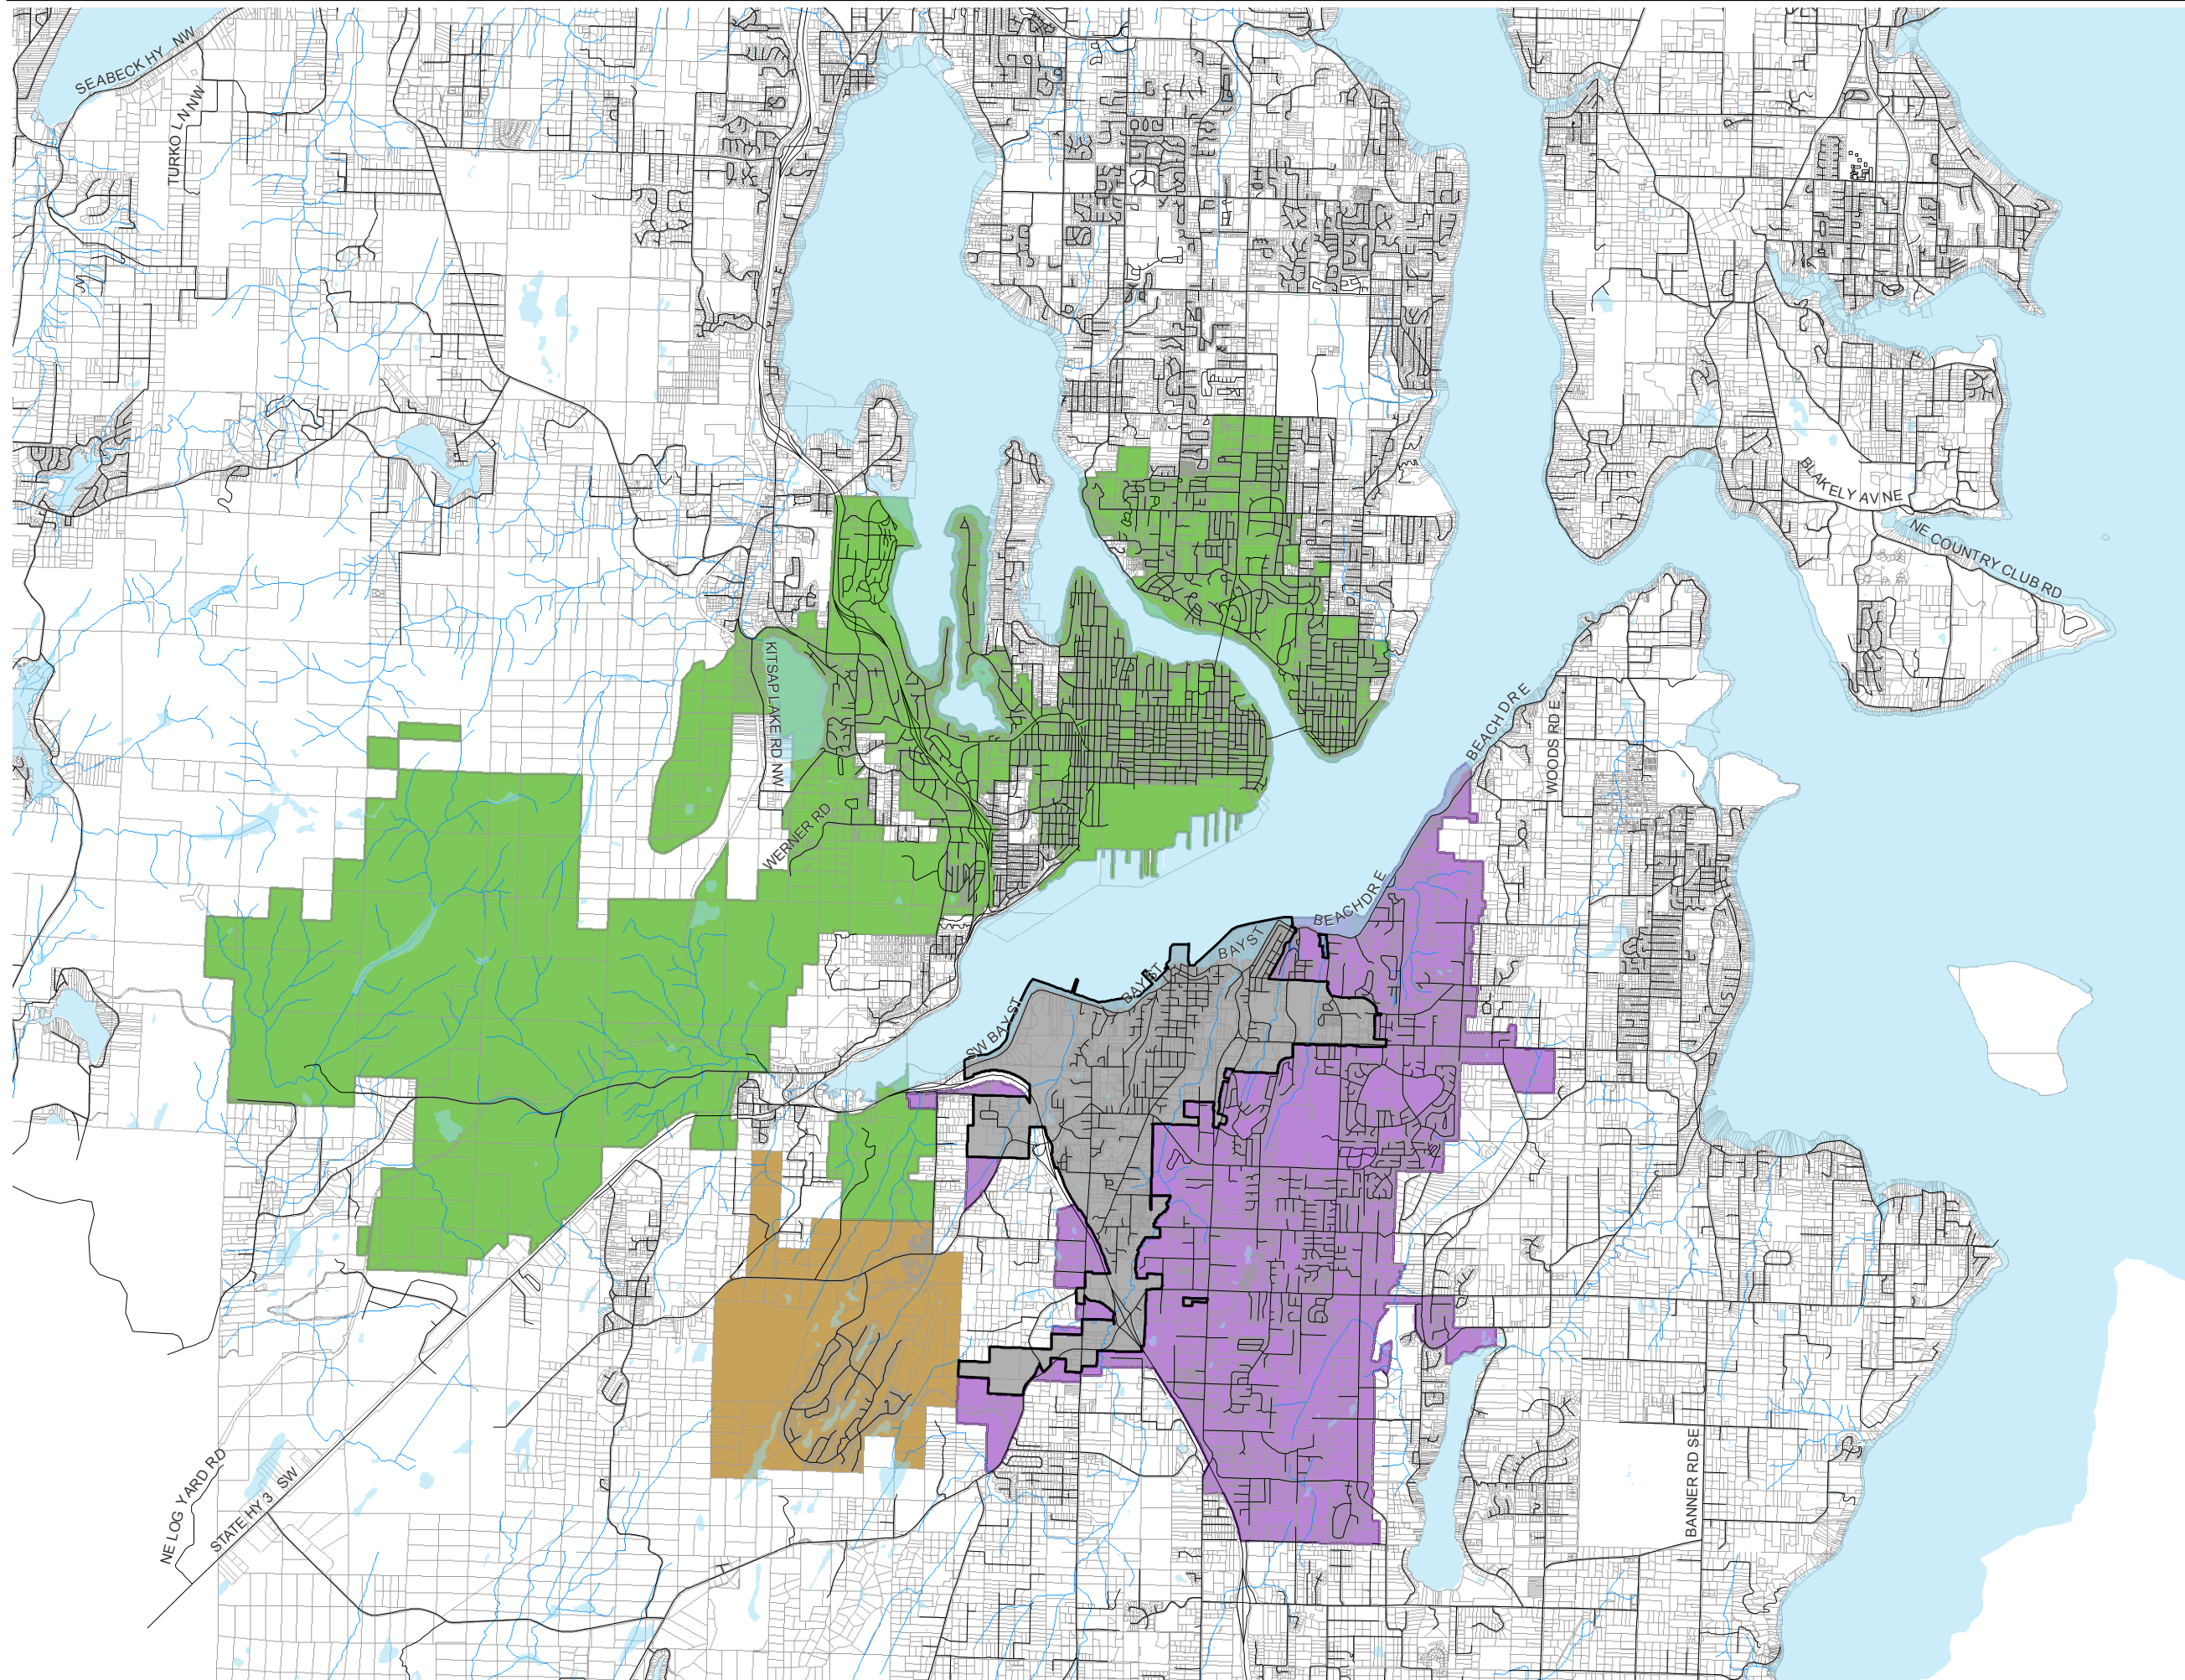 SEABECK HY NW
TURKO LN NW
BLAKELY AV NE
NE COUNTRY CLUB RD
KITSAP LAKE RD NW
BEACH DR E
WOODS RD E
WERNER RD
BEACH DR E
BAY ST
BAY ST
SW BAY ST
BANNER RD SE
NE LOG YARD RD
STATE HY 3 SW